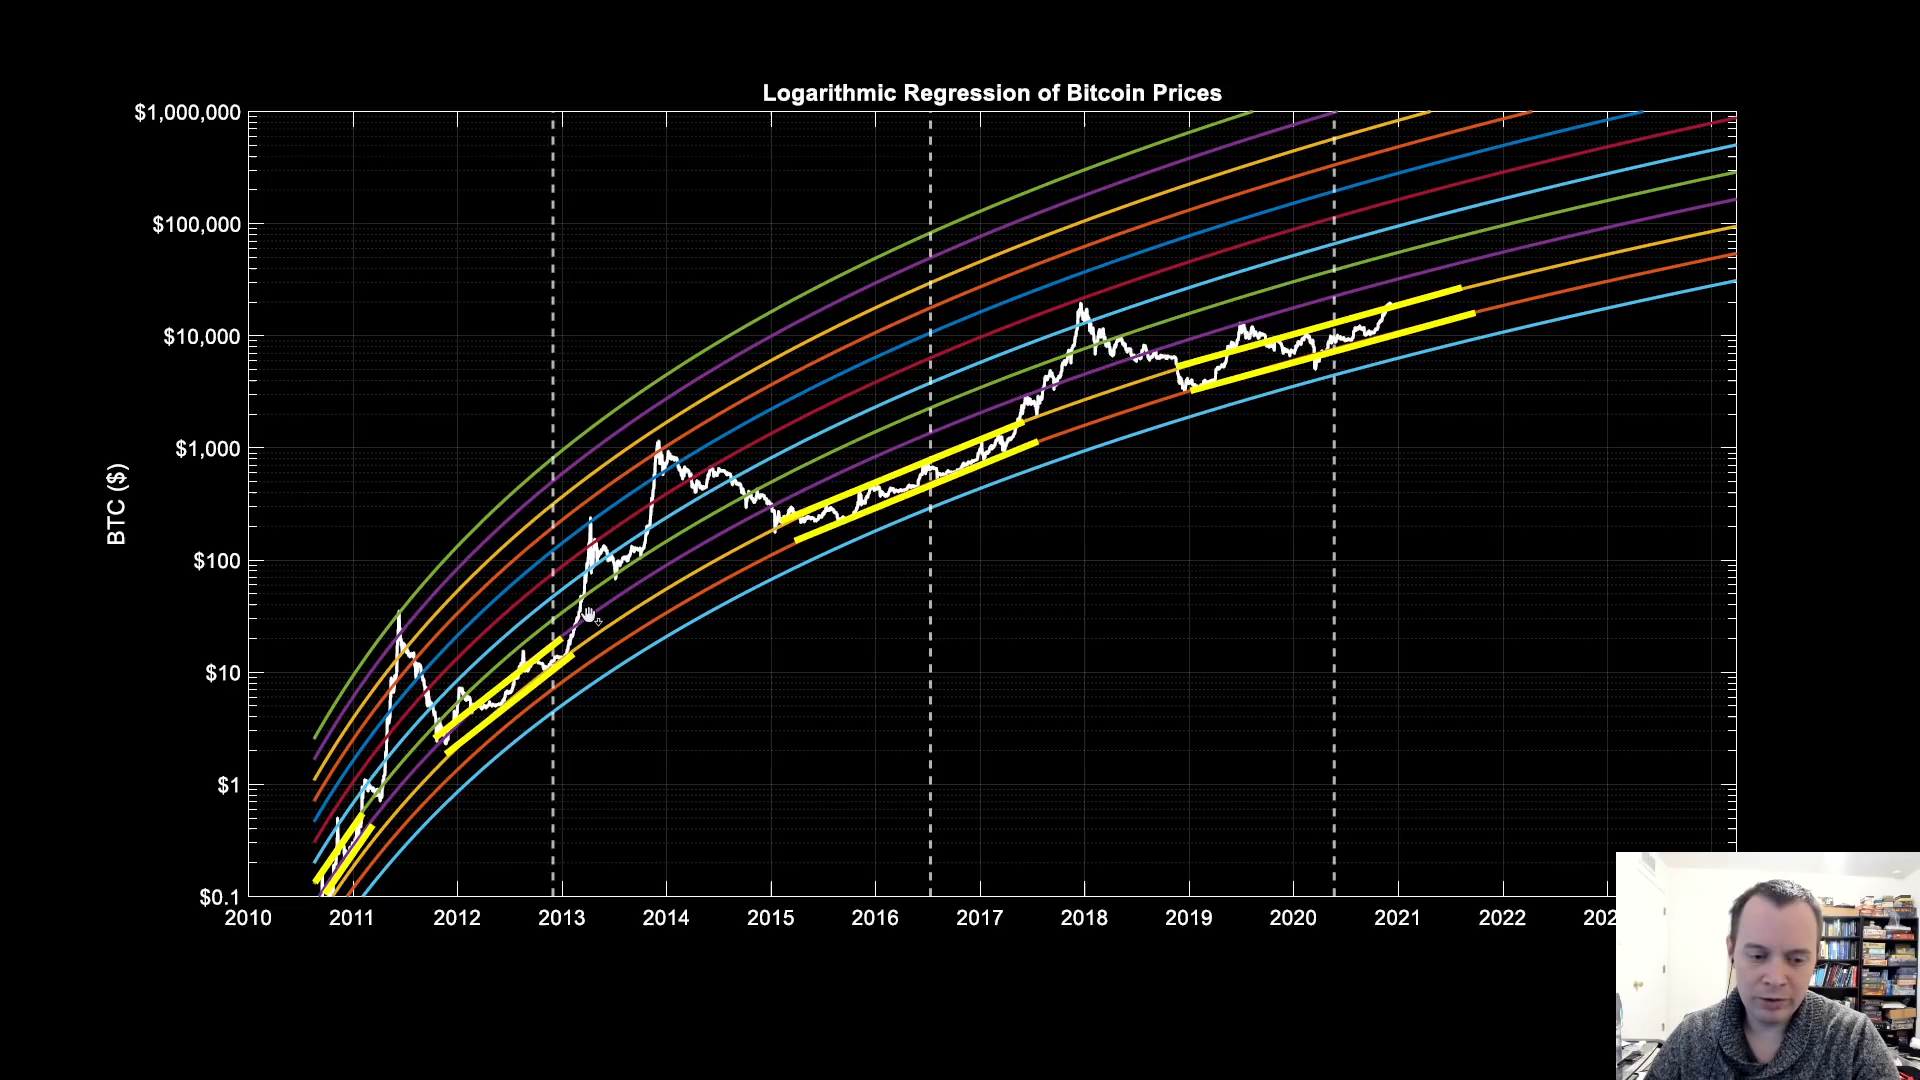 Logarithmic Regression of Bitcoin Prices
$1,000,000
$100,000
$10,000
$1,000
$100
$10
$1
$0.1
BTC ($)
2010 2011 2012 2013 2014 2015 2016 2017 2018 2019 2020 2021 2022 202